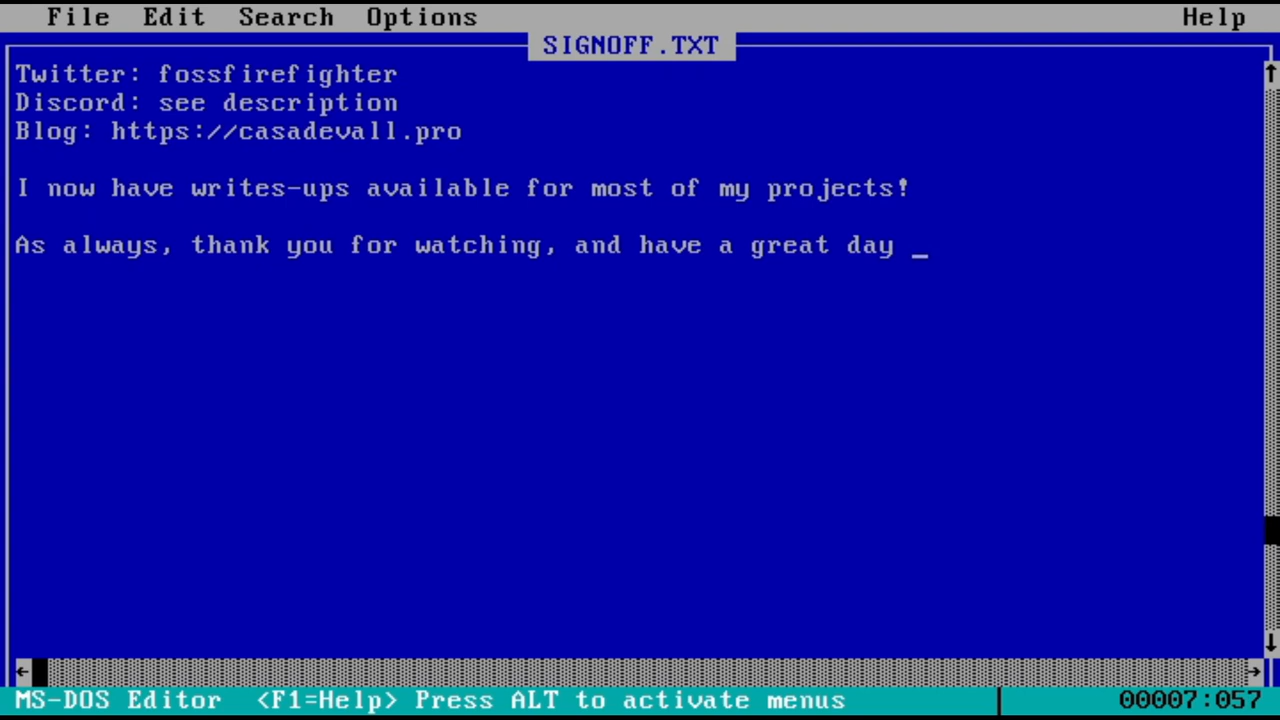 File Edit Search Options Help
SIGNOFF.TXT
Twitter: fossfirefighter
Discord: see description
Blog: https://casadevall.pro
I now have writes-ups available for most of my projects!
As always, thank you for watching, and have a great day _
MS-DOS Editor <F1=Help> Press ALT to activate menus 00007:057